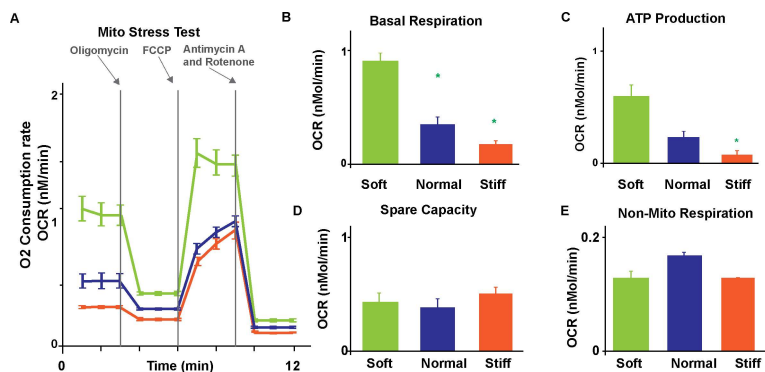 A
Mito Stress Test
Oligomycin
FCCP
Antimycin A
and Rotenone
O2 Consumption rate
OCR (nM/min)
2
1
0
0
Time (min)
12
B
Basal Respiration
OCR (nMol/min)
1
*
*
0
Soft
Normal
Stiff
C
ATP Production
OCR (nMol/min)
1
*
0
Soft
Normal
Stiff
D
Spare Capacity
OCR (nMol/min)
1
0
Soft
Normal
Stiff
E
Non-Mito Respiration
OCR (nMol/min)
0.2
0
Soft
Normal
Stiff